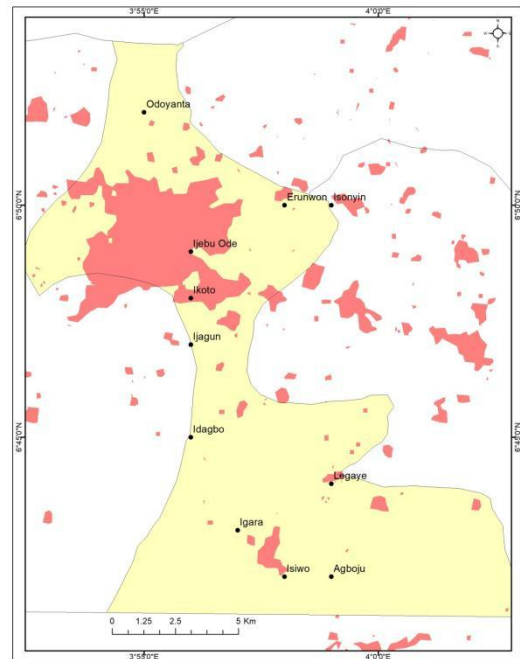 3°55'0"E 4°0'0"E
N
Odoyanta
6°50'0"N 6°50'0"N
Erunwon Isonyin
Ijebu Ode
Ikoto
Ijagun
6°45'0"N 6°45'0"N
Idagbo
Legaye
Igara
Isiwo Agboju
0 1.25 2.5 5 Km
3°55'0"E 4°0'0"E